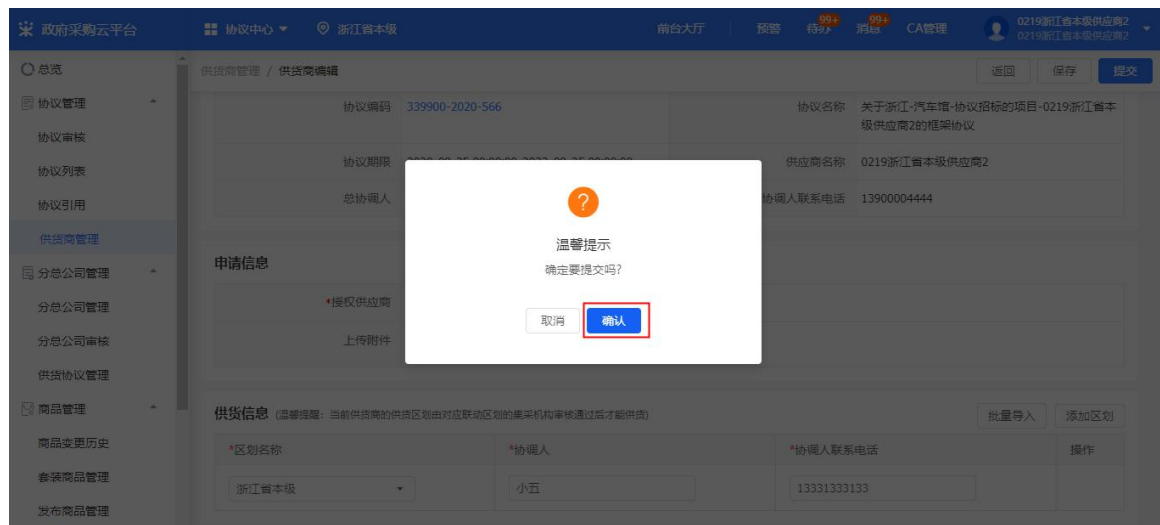 政府采购云平台
协议中心
浙江省本级
前台大厅
预警
待办
99+
消息
99+
CA管理
0219浙江省本级供应商2
0219浙江省本级供应商2
总览
协议管理
协议审核
协议列表
协议引用
供货商管理
分总公司管理
分总公司管理
分总公司审核
供货协议管理
商品管理
商品变更历史
套装商品管理
发布商品管理
供货商管理 / 供货商编辑
返回
保存
提交
协议编码
339900-2020-566
协议名称
关于浙江-汽车馆-协议招标的项目-0219浙江省本
级供应商2的框架协议
协议期限
供应商名称
0219浙江省本级供应商2
总协调人
协调人联系电话
13900004444
温馨提示
确定要提交吗?
取消
确认
申请信息
*授权供应商
上传附件
供货信息 (温馨提醒: 当前供货商的供货区划由对应联动区划的集采机构审核通过后才能供货)
批量导入
添加区划
*区划名称
*协调人
*协调人联系电话
操作
浙江省本级
小五
13331333133